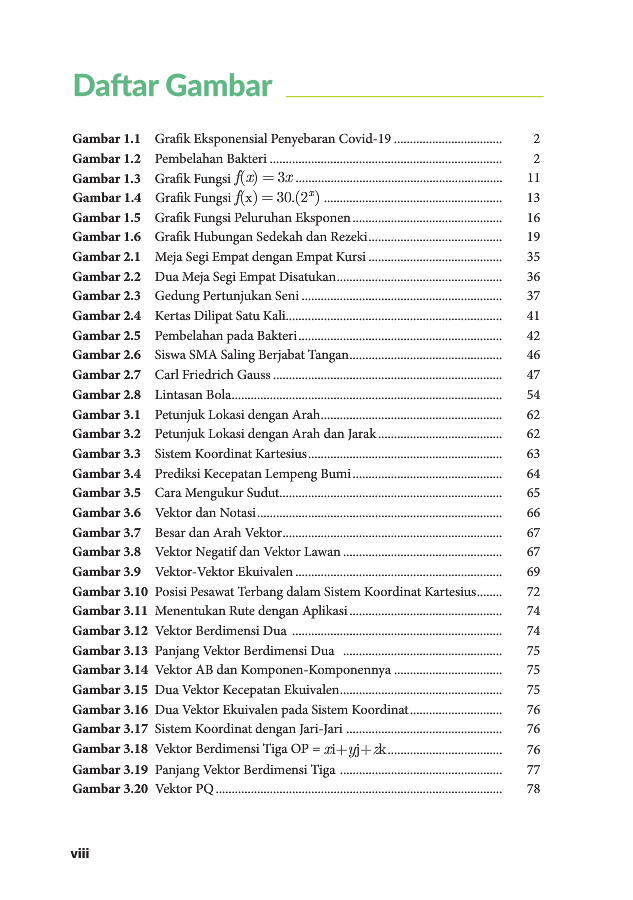 Daftar Gambar
Gambar 1.1 Grafik Eksponensial Penyebaran Covid-19 .................................. 2
Gambar 1.2 Pembelahan Bakteri ......................................................................... 2
Gambar 1.3 Grafik Fungsi f(x) = 3x ................................................................. 11
Gambar 1.4 Grafik Fungsi f(x) = 30.(2ˣ) ........................................................ 13
Gambar 1.5 Grafik Fungsi Peluruhan Eksponen ............................................... 16
Gambar 1.6 Grafik Hubungan Sedekah dan Rezeki .......................................... 19
Gambar 2.1 Meja Segi Empat dengan Empat Kursi .......................................... 35
Gambar 2.2 Dua Meja Segi Empat Disatukan .................................................... 36
Gambar 2.3 Gedung Pertunjukan Seni ............................................................... 37
Gambar 2.4 Kertas Dilipat Satu Kali .................................................................... 41
Gambar 2.5 Pembelahan pada Bakteri ................................................................ 42
Gambar 2.6 Siswa SMA Saling Berjabat Tangan ................................................ 46
Gambar 2.7 Carl Friedrich Gauss ........................................................................ 47
Gambar 2.8 Lintasan Bola ..................................................................................... 54
Gambar 3.1 Petunjuk Lokasi dengan Arah ......................................................... 62
Gambar 3.2 Petunjuk Lokasi dengan Arah dan Jarak ....................................... 62
Gambar 3.3 Sistem Koordinat Kartesius ............................................................. 63
Gambar 3.4 Prediksi Kecepatan Lempeng Bumi ............................................... 64
Gambar 3.5 Cara Mengukur Sudut ...................................................................... 65
Gambar 3.6 Vektor dan Notasi ............................................................................. 66
Gambar 3.7 Besar dan Arah Vektor ..................................................................... 67
Gambar 3.8 Vektor Negatif dan Vektor Lawan .................................................. 67
Gambar 3.9 Vektor-Vektor Ekuivalen ................................................................. 69
Gambar 3.10 Posisi Pesawat Terbang dalam Sistem Koordinat Kartesius ........ 72
Gambar 3.11 Menentukan Rute dengan Aplikasi ................................................ 74
Gambar 3.12 Vektor Berdimensi Dua .................................................................. 74
Gambar 3.13 Panjang Vektor Berdimensi Dua .................................................. 75
Gambar 3.14 Vektor AB dan Komponen-Komponennya .................................. 75
Gambar 3.15 Dua Vektor Kecepatan Ekuivalen ................................................... 75
Gambar 3.16 Dua Vektor Ekuivalen pada Sistem Koordinat ............................. 76
Gambar 3.17 Sistem Koordinat dengan Jari-Jari ................................................. 76
Gambar 3.18 Vektor Berdimensi Tiga OP = xi+yj+zk .................................... 76
Gambar 3.19 Panjang Vektor Berdimensi Tiga ................................................... 77
Gambar 3.20 Vektor PQ .......................................................................................... 78
viii